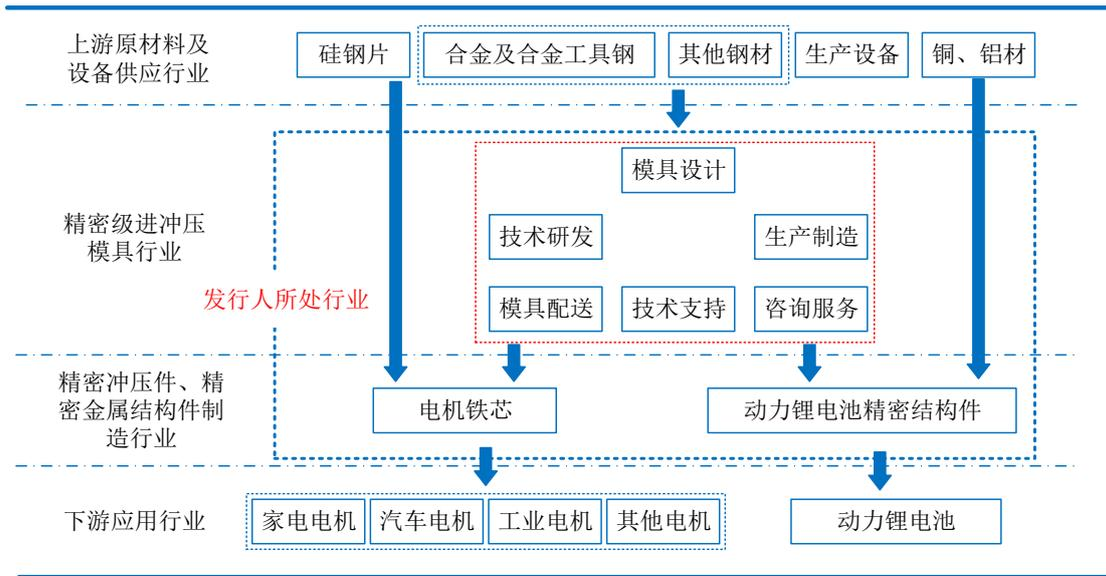 上游原材料及
设备供应行业
硅钢片
合金及合金工具钢
其他钢材
生产设备
铜、铝材
精密级进冲压
模具行业
模具设计
技术研发
生产制造
发行人所处行业
模具配送
技术支持
咨询服务
精密冲压件、精
密金属结构件制
造行业
电机铁芯
动力锂电池精密结构件
下游应用行业
家电电机
汽车电机
工业电机
其他电机
动力锂电池